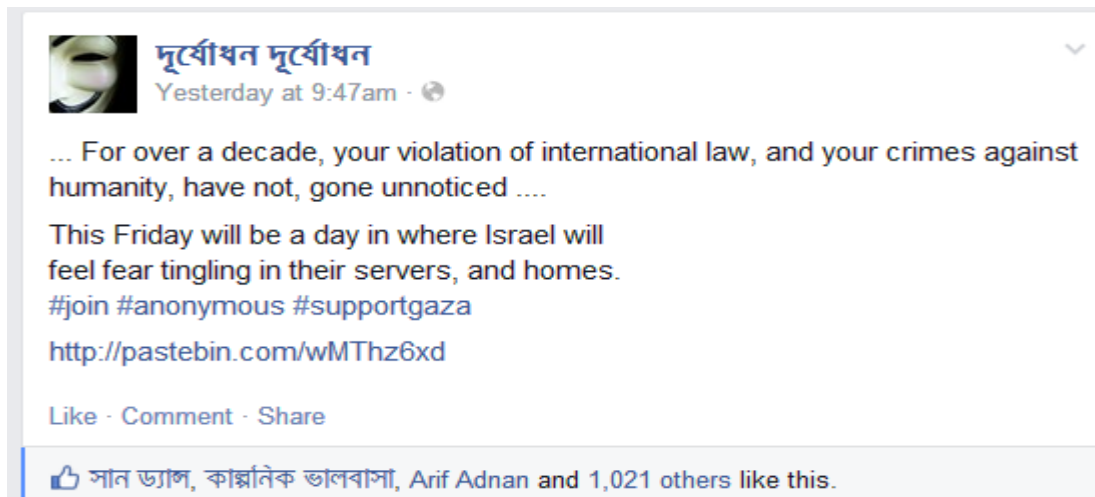 দূর্যোধন দূর্যোধন
Yesterday at 9:47am ·
... For over a decade, your violation of international law, and your crimes against
humanity, have not, gone unnoticed ....
This Friday will be a day in where Israel will
feel fear tingling in their servers, and homes.
#join #anonymous #supportgaza
http://pastebin.com/wMThz6xd
Like · Comment · Share
সান ড্যান্স, কাল্পনিক ভালবাসা, Arif Adnan and 1,021 others like this.